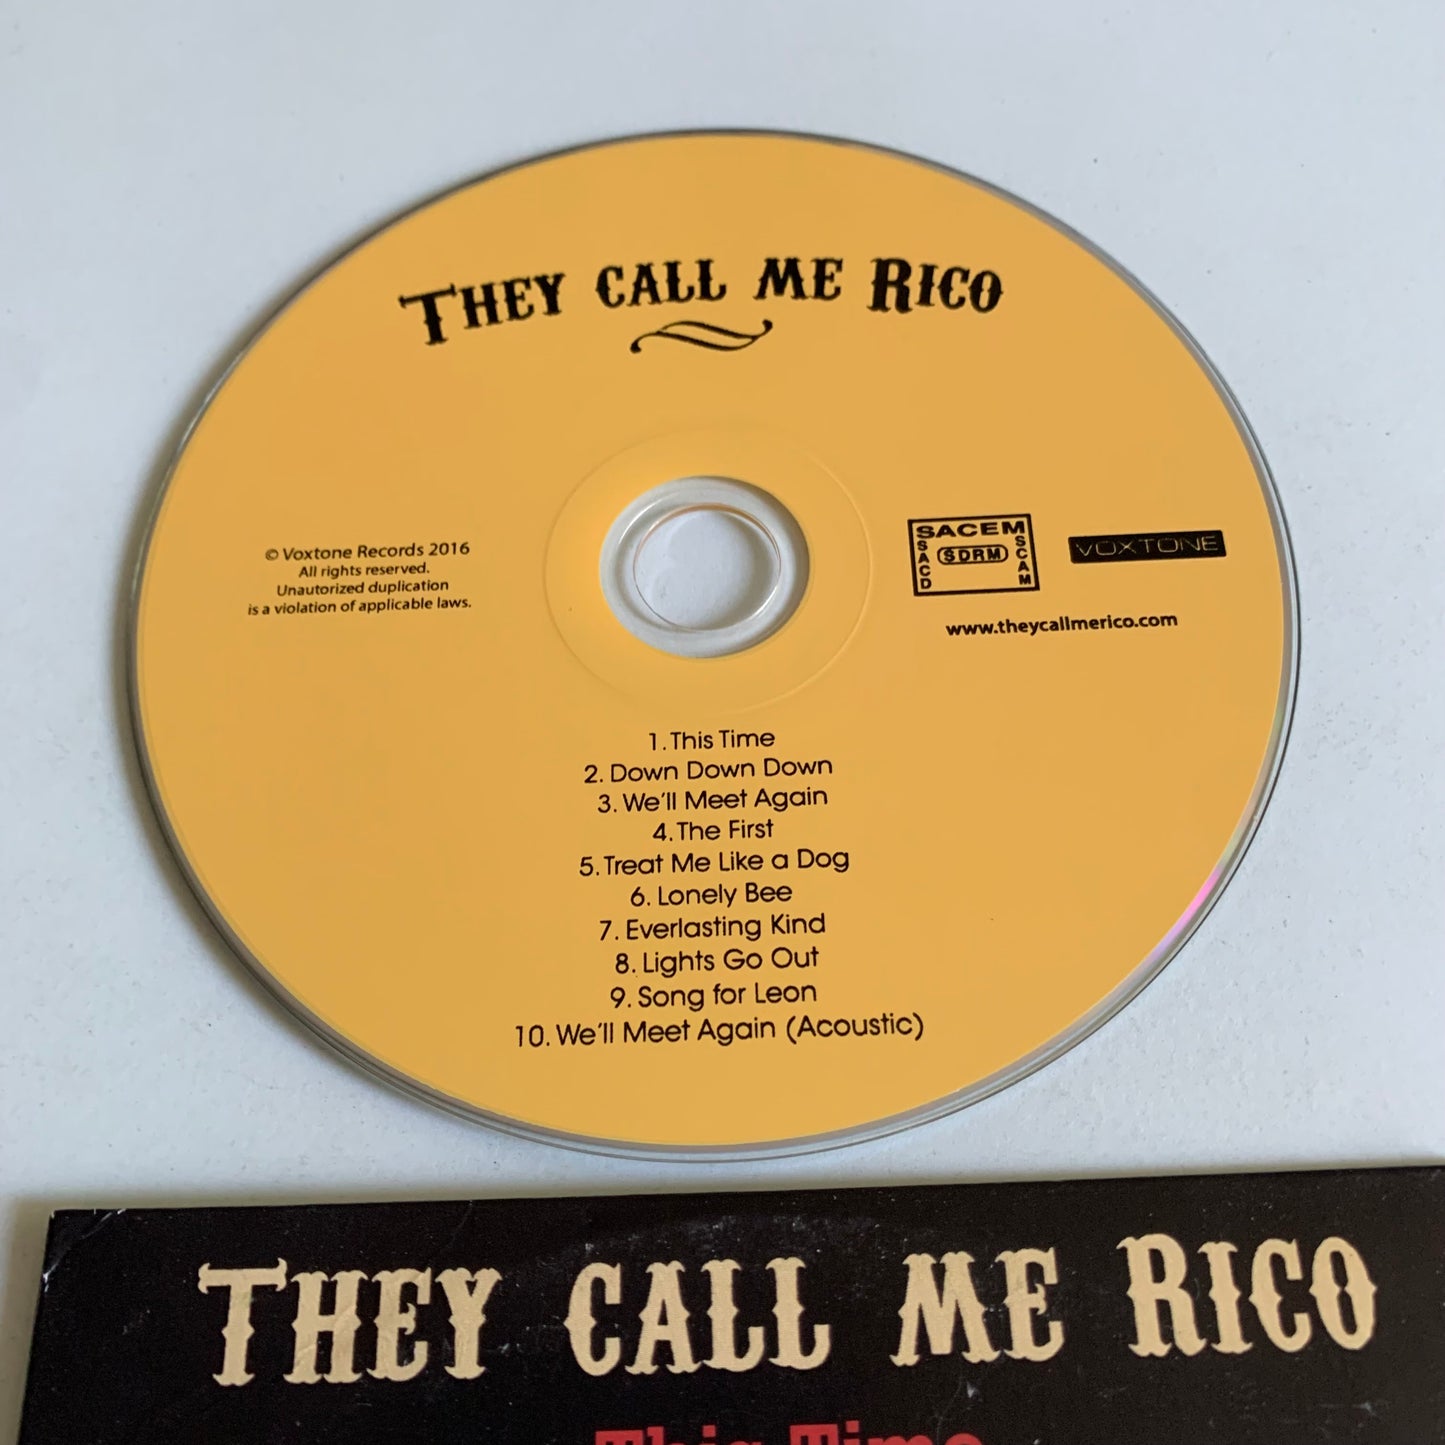 THEY CALL ME RICO
© Voxtone Records 2016
All rights reserved.
Unauthorized duplication
is a violation of applicable laws.
SACEM
SACD
SDRM
SCAM
VOXTONE
www.theycallmerico.com
1. This Time
2. Down Down Down
3. We'll Meet Again
4. The First
5. Treat Me Like a Dog
6. Lonely Bee
7. Everlasting Kind
8. Lights Go Out
9. Song for Leon
10. We'll Meet Again (Acoustic)
THEY CALL ME RICO
This Time